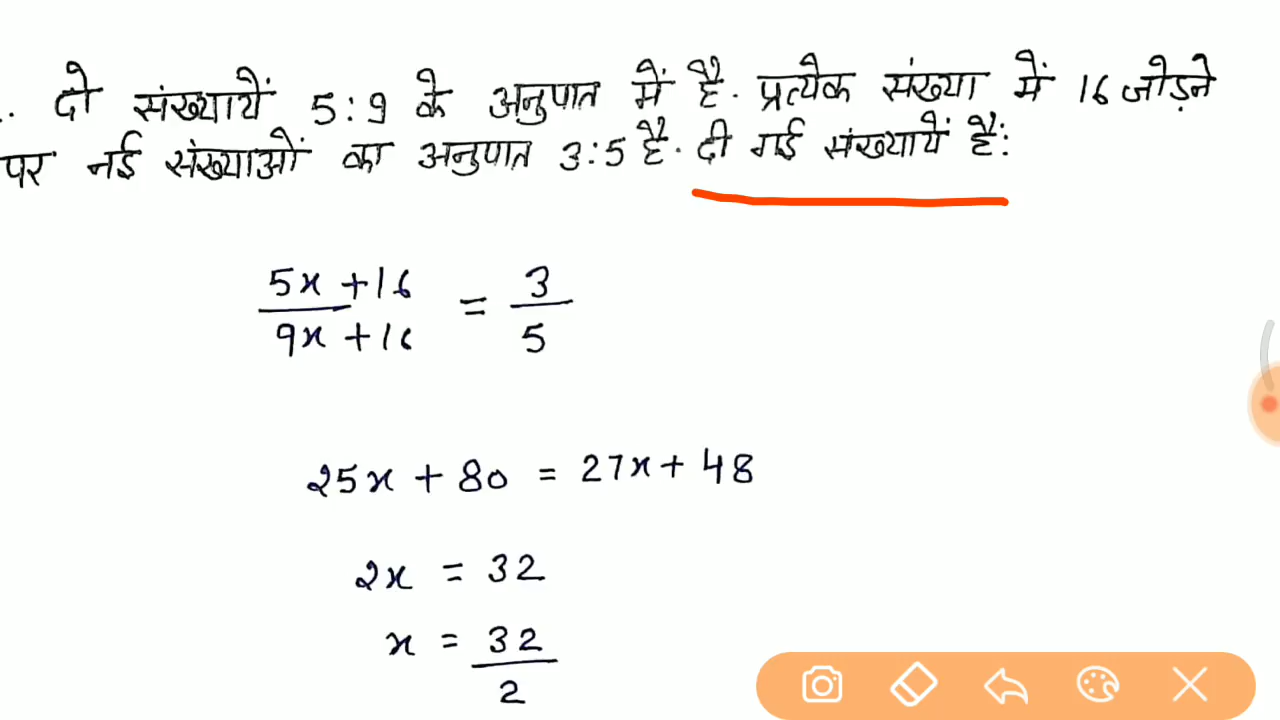 .. दो संख्यायें 5:9 के अनुपात में है. प्रत्येक संख्या में 16 जोड़ने
पर नई संख्याओं का अनुपात 3:5 है. दी गई संख्यायें है:
5x+16 / 9x+16 = 3 / 5
25x + 80 = 27x + 48
2x = 32
x = 32 / 2